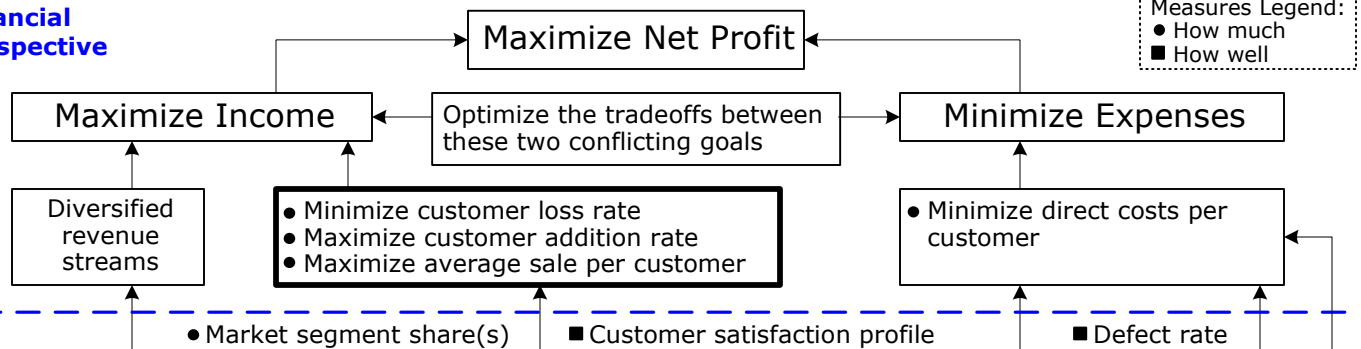 ancial
spective
Maximize Net Profit
Measures Legend:
● How much
■ How well
Maximize Income
Optimize the tradeoffs between
these two conflicting goals
Minimize Expenses
Diversified
revenue
streams
● Minimize customer loss rate
● Maximize customer addition rate
● Maximize average sale per customer
● Minimize direct costs per
customer
● Market segment share(s)
■ Customer satisfaction profile
■ Defect rate